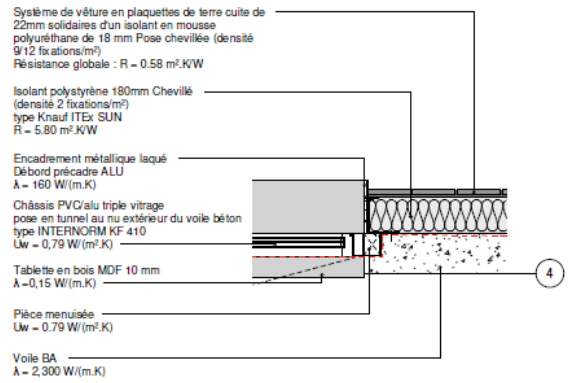 Système de vêture en plaquettes de terre cuite de
22mm solidaires d'un isolant en mousse
polyuréthane de 18 mm Pose chevillée (densité
9/12 fixations/m²)
Résistance globale : R = 0.58 m².K/W
Isolant polystyrène 180mm Chevillé
(densité 2 fixations/m²)
type Knauf ITEx SUN
R = 5.80 m².K/W
Encadrement métallique laqué
Débord précadre ALU
λ = 160 W/(m.K)
Châssis PVC/alu triple vitrage
pose en tunnel au nu extérieur du voile béton
type INTERNORM KF 410
Uw = 0,79 W/(m².K)
Tablette en bois MDF 10 mm
λ =0,15 W/(m.K)
Pièce menuisée
Uw = 0.79 W/(m².K)
Voile BA
λ = 2,300 W/(m.K)
4